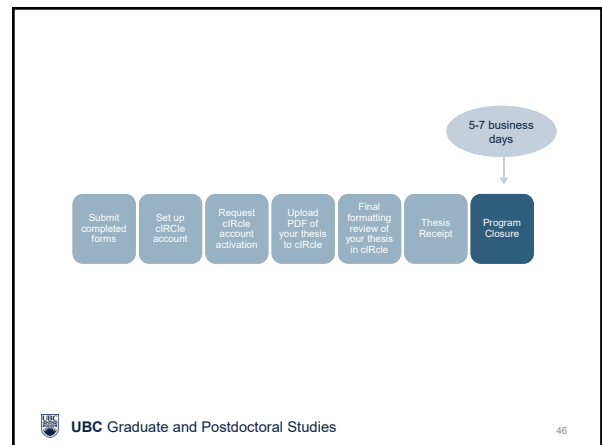 5-7 business
days
Submit
completed
forms
Set up
cIRCle
account
Request
cIRcle
account
activation
Upload
PDF of
your thesis
to cIRcle
Final
formatting
review of
your thesis
in cIRcle
Thesis
Receipt
Program
Closure
UBC
UBC Graduate and Postdoctoral Studies
46